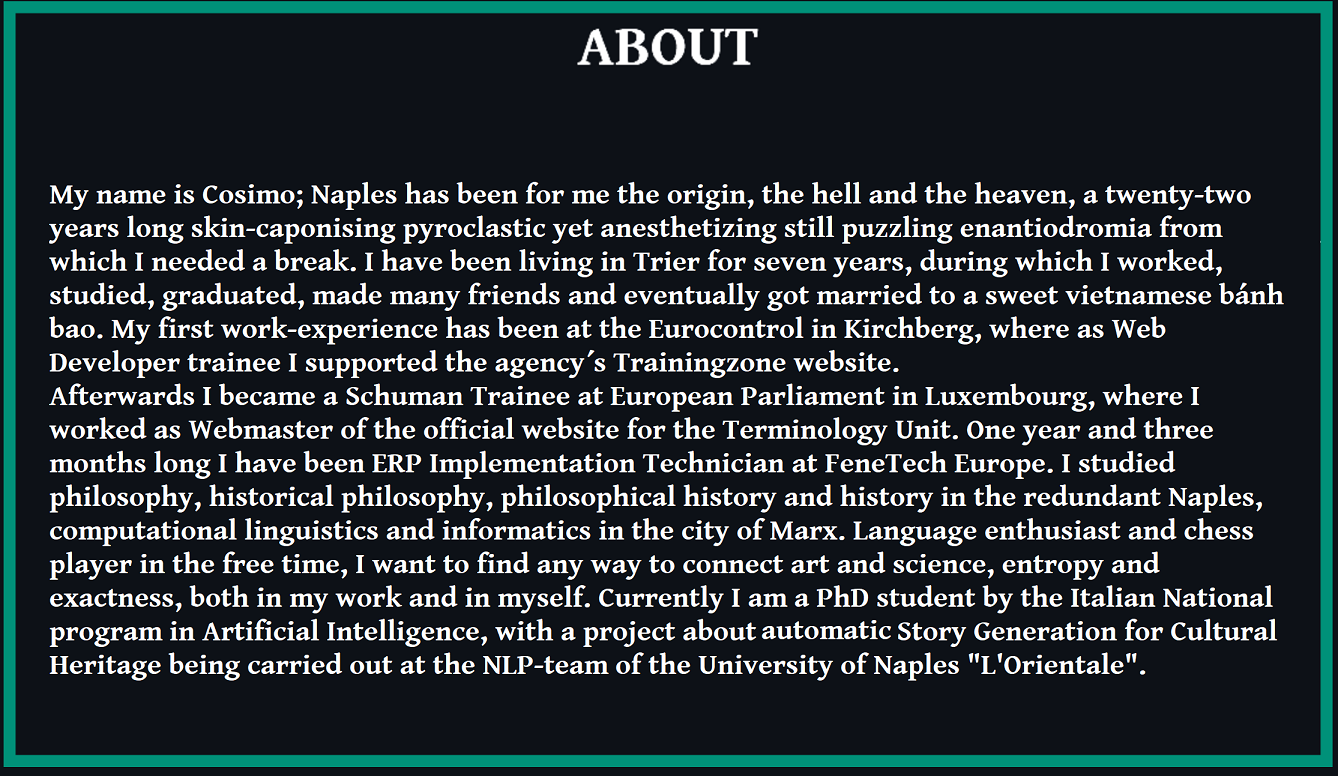 ABOUT
My name is Cosimo; Naples has been for me the origin, the hell and the heaven, a twenty-two
years long skin-caponising pyroclastic yet anesthetizing still puzzling enantiodromia from
which I needed a break. I have been living in Trier for seven years, during which I worked,
studied, graduated, made many friends and eventually got married to a sweet vietnamese bánh
bao. My first work-experience has been at the Eurocontrol in Kirchberg, where as Web
Developer trainee I supported the agency´s Trainingzone website.
Afterwards I became a Schuman Trainee at European Parliament in Luxembourg, where I
worked as Webmaster of the official website for the Terminology Unit. One year and three
months long I have been ERP Implementation Technician at FeneTech Europe. I studied
philosophy, historical philosophy, philosophical history and history in the redundant Naples,
computational linguistics and informatics in the city of Marx. Language enthusiast and chess
player in the free time, I want to find any way to connect art and science, entropy and
exactness, both in my work and in myself. Currently I am a PhD student by the Italian National
program in Artificial Intelligence, with a project about automatic Story Generation for Cultural
Heritage being carried out at the NLP-team of the University of Naples "L'Orientale".